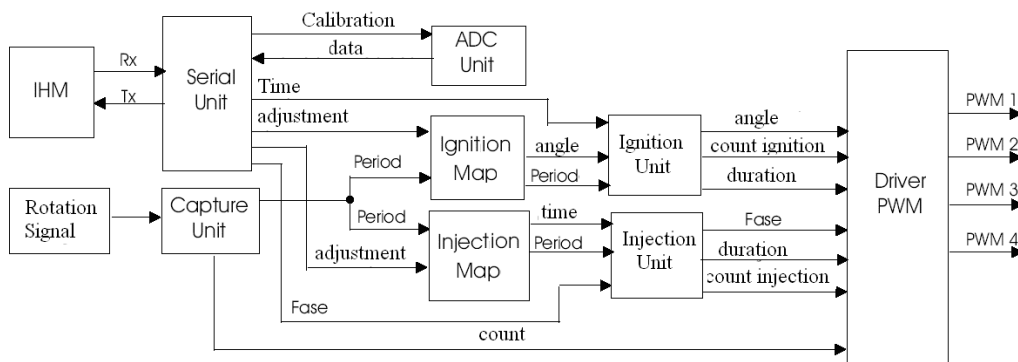 IHM
Rx
Tx
Serial
Unit
Calibration
data
ADC
Unit
Time
adjustment
Rotation
Signal
Capture
Unit
Period
Period
adjustment
Fase
count
Ignition
Map
angle
Period
Injection
Map
time
Period
Ignition
Unit
Injection
Unit
angle
count ignition
duration
Fase
duration
count injection
Driver
PWM
PWM 1
PWM 2
PWM 3
PWM 4